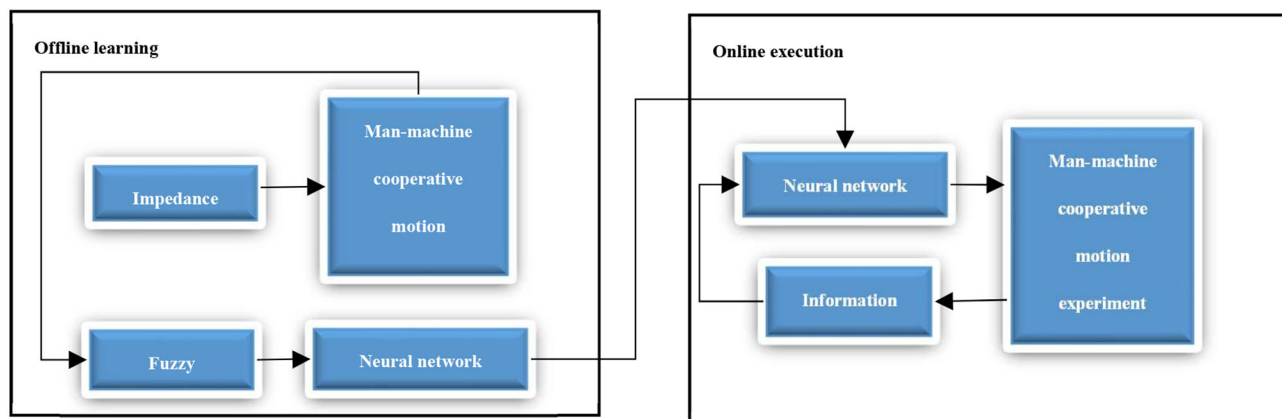 Offline learning
Man-machine
cooperative
motion
Impedance
Fuzzy
Neural network
Online execution
Neural network
Man-machine
cooperative
motion
experiment
Information